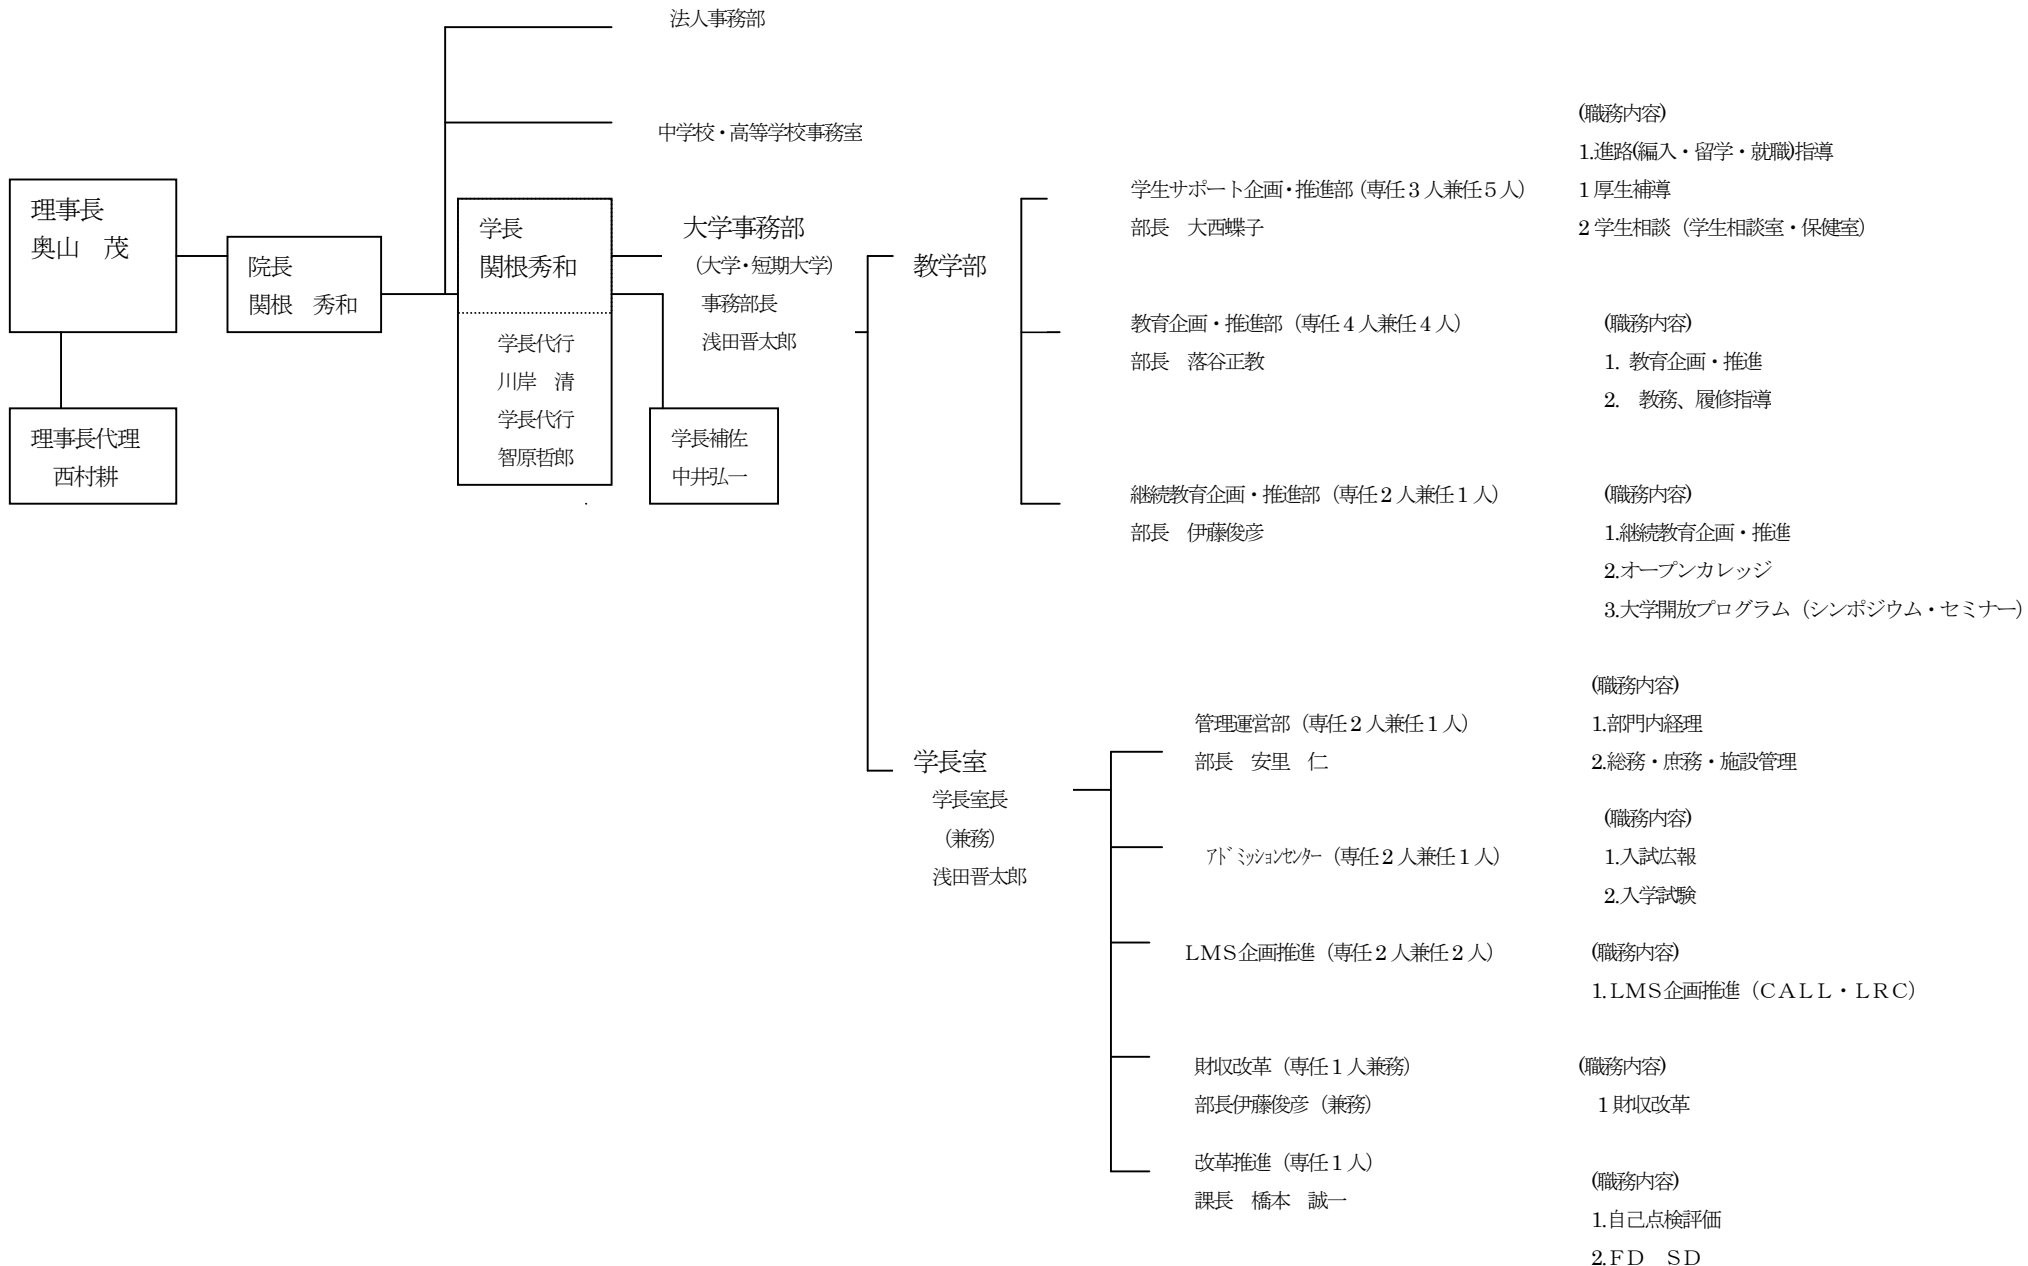 法人事務部
中学校・高等学校事務室
理事長
奥山　茂
院長
関根　秀和
理事長代理
西村耕
学長
関根秀和
学長代行
川岸　清
学長代行
智原哲郎
大学事務部
（大学・短期大学）
事務部長
浅田晋太郎
学長補佐
中井弘一
教学部
学生サポート企画・推進部（専任３人兼任５人）
部長　大西蝶子
(職務内容)
1.進路(編入・留学・就職)指導
1 厚生補導
2 学生相談（学生相談室・保健室）
教育企画・推進部（専任４人兼任４人）
部長　落谷正教
(職務内容)
1. 教育企画・推進
2.　教務、履修指導
継続教育企画・推進部（専任２人兼任１人）
部長　伊藤俊彦
(職務内容)
1.継続教育企画・推進
2.オープンカレッジ
3.大学開放プログラム（シンポジウム・セミナー）
学長室
学長室長
（兼務）
浅田晋太郎
管理運営部（専任２人兼任１人）
部長　安里　仁
(職務内容)
1.部門内経理
2.総務・庶務・施設管理
ｱﾄﾞﾐｯｼｮﾝｾﾝﾀｰ（専任２人兼任１人）
(職務内容)
1.入試広報
2.入学試験
ＬＭＳ企画推進（専任２人兼任２人）
(職務内容)
1.ＬＭＳ企画推進（ＣＡＬＬ・ＬＲＣ）
財収改革（専任１人兼務）
部長伊藤俊彦（兼務）
(職務内容)
1 財収改革
改革推進（専任１人）
課長　橋本　誠一
(職務内容)
1.自己点検評価
2.ＦＤ　ＳＤ